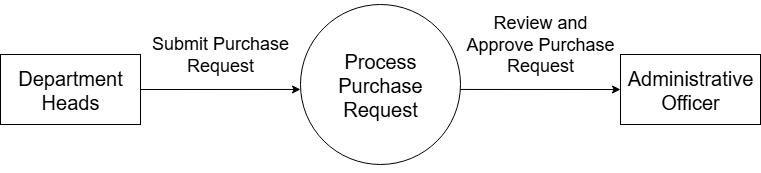 Department
Heads
Submit Purchase
Request
Process
Purchase
Request
Review and
Approve Purchase
Request
Administrative
Officer